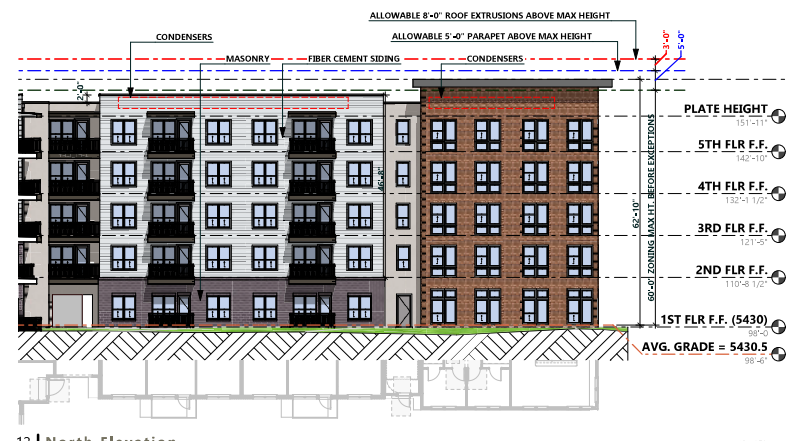 ALLOWABLE 8'-0" ROOF EXTRUSIONS ABOVE MAX HEIGHT
ALLOWABLE 5'-0" PARAPET ABOVE MAX HEIGHT
CONDENSERS
MASONRY
FIBER CEMENT SIDING
CONDENSERS
3'-0"
5'-0"
2'-0"
46'-8"
62'-10"
60'-0" ZONING MAX HT. BEFORE EXCEPTIONS
PLATE HEIGHT
151'-11"
5TH FLR F.F.
142'-10"
4TH FLR F.F.
132'-1 1/2"
3RD FLR F.F.
121'-5"
2ND FLR F.F.
110'-8 1/2"
1ST FLR F.F. (5430)
98'-0
AVG. GRADE = 5430.5
98'-6"
North Elevation